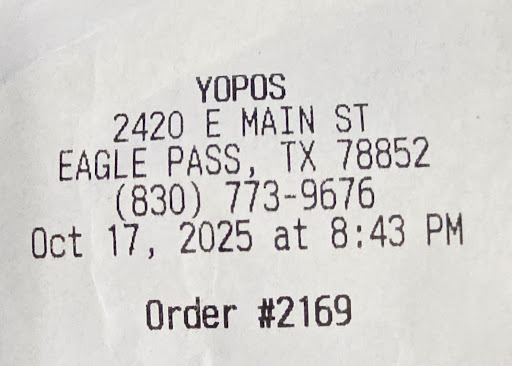 YOPOS
2420 E MAIN ST
EAGLE PASS, TX 78852
(830) 773-9676
Oct 17, 2025 at 8:43 PM
Order #2169